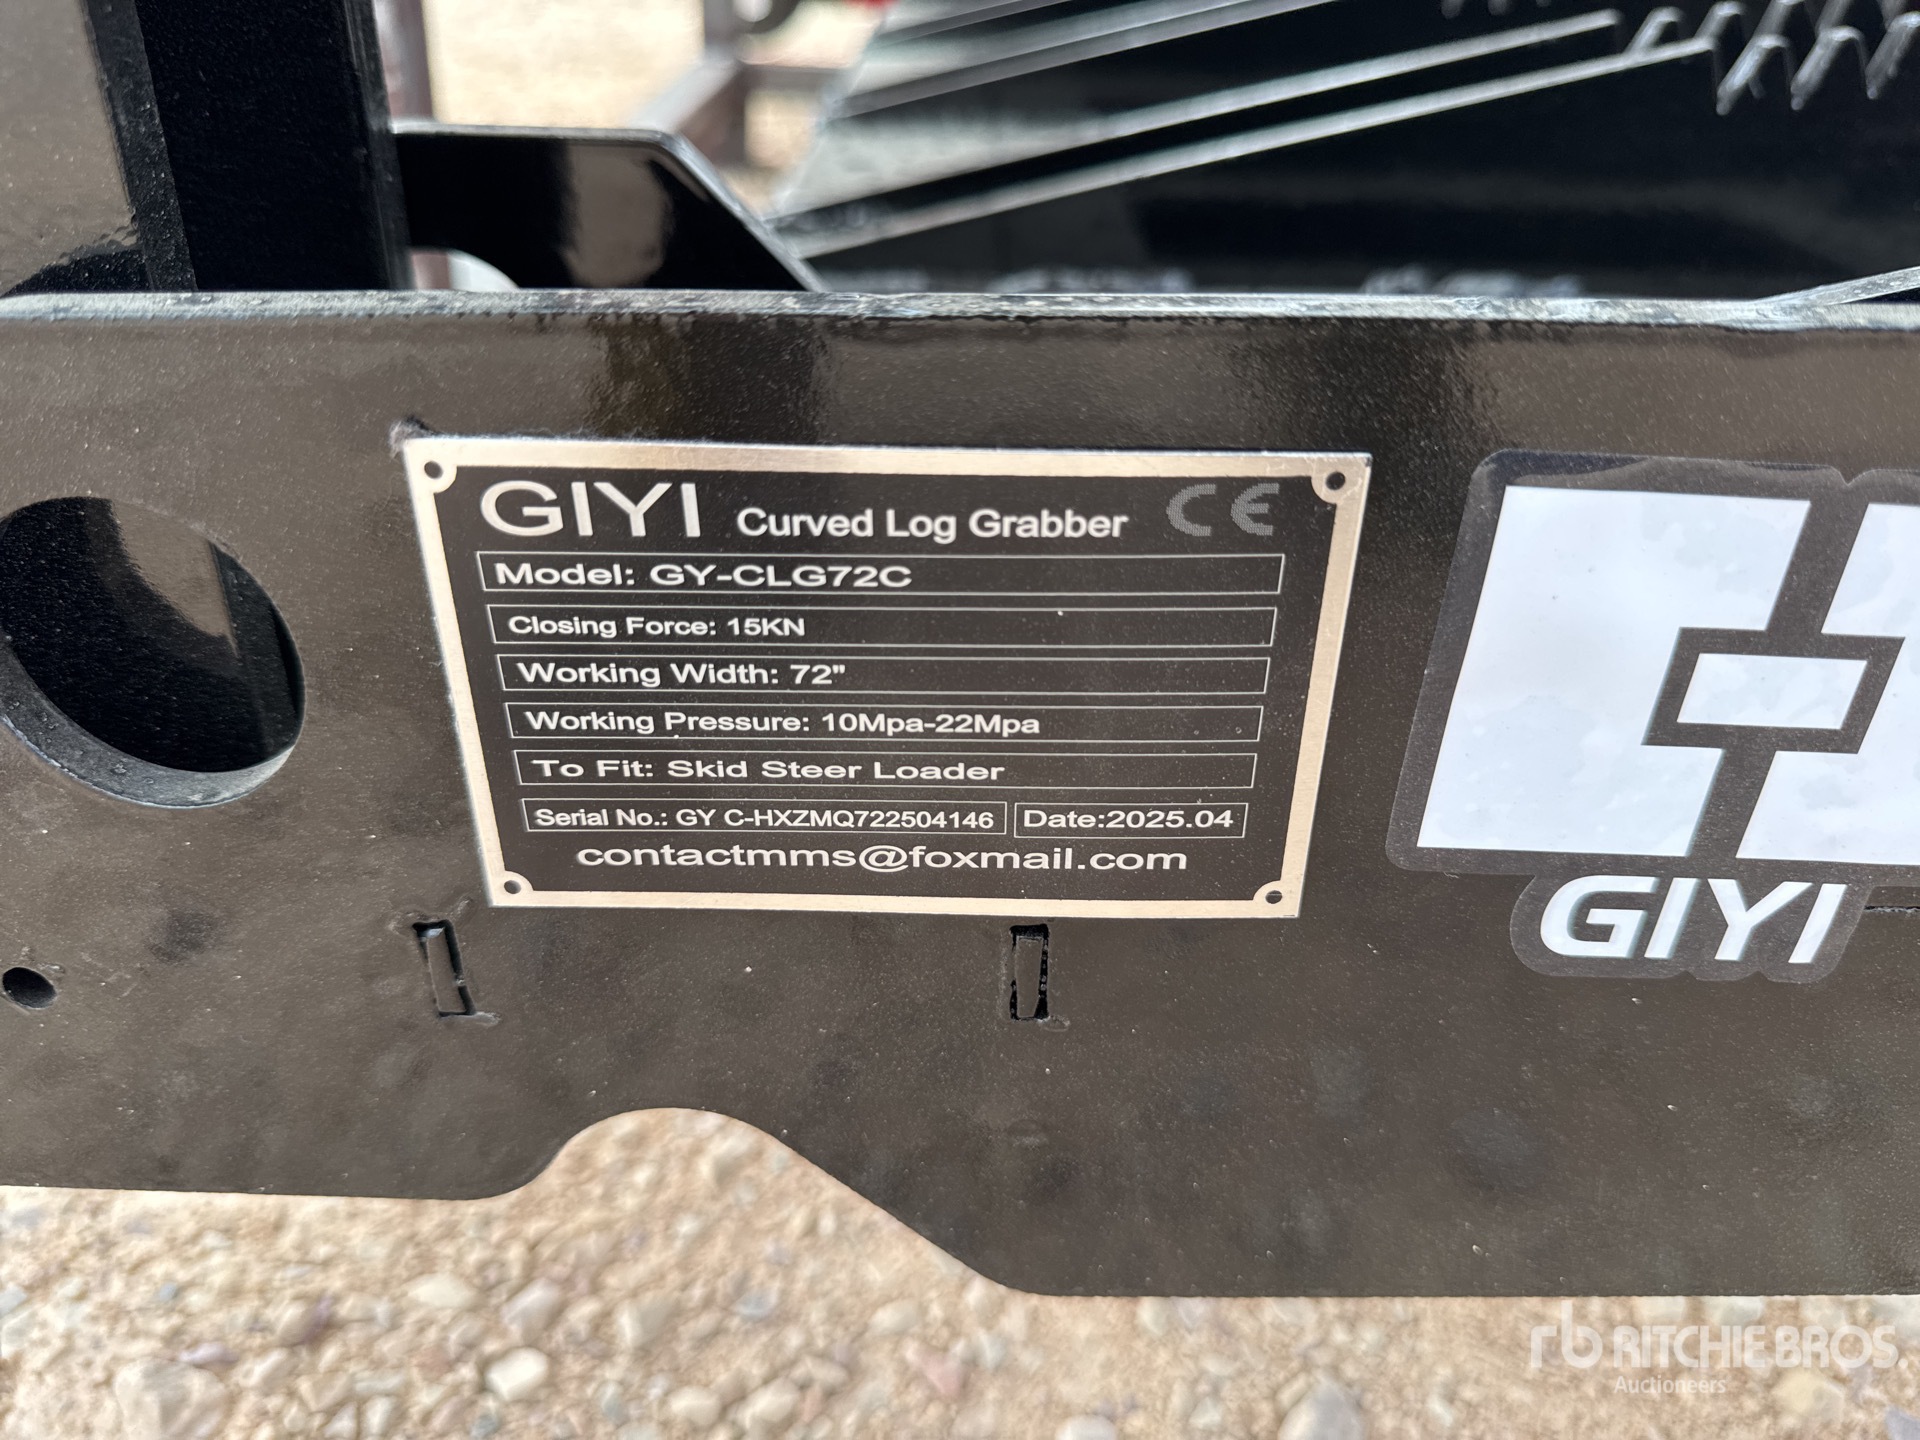 GIYI Curved Log Grabber CE
Model: GY-CLG72C
Closing Force: 15KN
Working Width: 72"
Working Pressure: 10Mpa-22Mpa
To Fit: Skid Steer Loader
Serial No.: GY C-HXZMQ722504146 Date:2025.04
contactmms@foxmail.com
GIYI
rb RITCHIE BROS.
Auctioneers